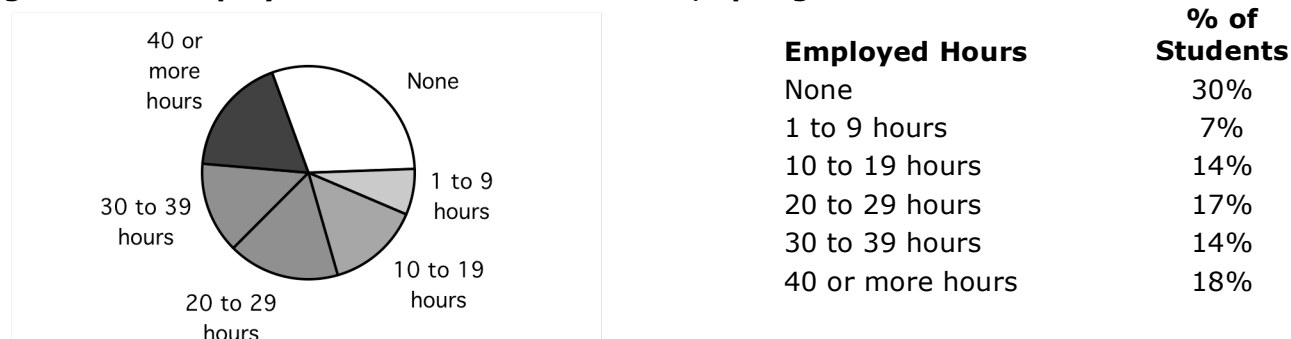 40 or
more
hours
None
1 to 9
hours
10 to 19
hours
20 to 29
hours
30 to 39
hours
% of
Employed Hours Students
None 30%
1 to 9 hours 7%
10 to 19 hours 14%
20 to 29 hours 17%
30 to 39 hours 14%
40 or more hours 18%